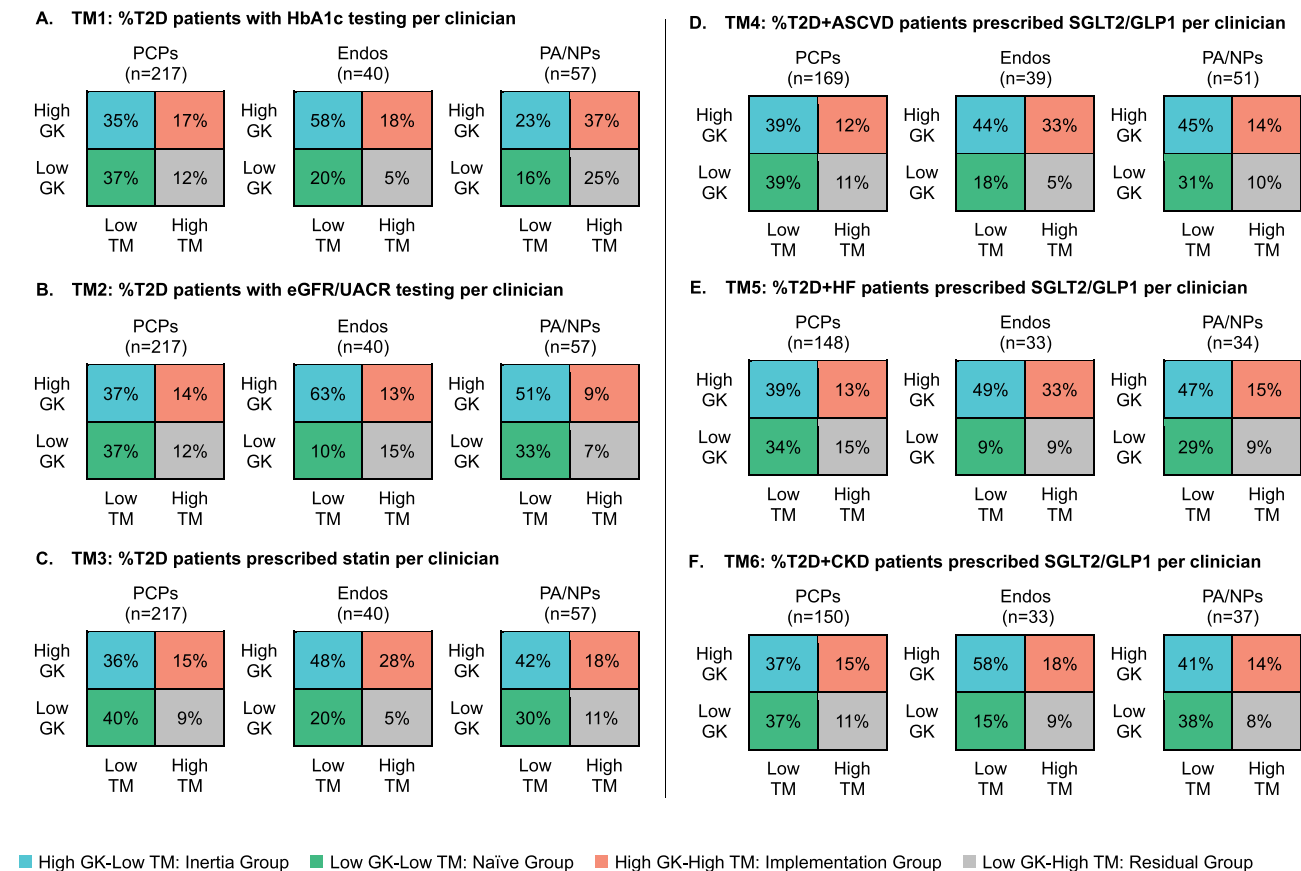 A. TM1: %T2D patients with HbA1c testing per clinician
PCPs Endos PA/NPs
(n=217) (n=40) (n=57)
High GK 35% 17% High GK 58% 18% High GK 23% 37%
Low GK 37% 12% Low GK 20% 5% Low GK 16% 25%
Low TM High TM Low TM High TM Low TM High TM
B. TM2: %T2D patients with eGFR/UACR testing per clinician
PCPs Endos PA/NPs
(n=217) (n=40) (n=57)
High GK 37% 14% High GK 63% 13% High GK 51% 9%
Low GK 37% 12% Low GK 10% 15% Low GK 33% 7%
Low TM High TM Low TM High TM Low TM High TM
C. TM3: %T2D patients prescribed statin per clinician
PCPs Endos PA/NPs
(n=217) (n=40) (n=57)
High GK 36% 15% High GK 48% 28% High GK 42% 18%
Low GK 40% 9% Low GK 20% 5% Low GK 30% 11%
Low TM High TM Low TM High TM Low TM High TM
D. TM4: %T2D+ASCVD patients prescribed SGLT2/GLP1 per clinician
PCPs Endos PA/NPs
(n=169) (n=39) (n=51)
High GK 39% 12% High GK 44% 33% High GK 45% 14%
Low GK 39% 11% Low GK 18% 5% Low GK 31% 10%
Low TM High TM Low TM High TM Low TM High TM
E. TM5: %T2D+HF patients prescribed SGLT2/GLP1 per clinician
PCPs Endos PA/NPs
(n=148) (n=33) (n=34)
High GK 39% 13% High GK 49% 33% High GK 47% 15%
Low GK 34% 15% Low GK 9% 9% Low GK 29% 9%
Low TM High TM Low TM High TM Low TM High TM
F. TM6: %T2D+CKD patients prescribed SGLT2/GLP1 per clinician
PCPs Endos PA/NPs
(n=150) (n=33) (n=37)
High GK 37% 15% High GK 58% 18% High GK 41% 14%
Low GK 37% 11% Low GK 15% 9% Low GK 38% 8%
Low TM High TM Low TM High TM Low TM High TM
High GK-Low TM: Inertia Group Low GK-Low TM: Naïve Group High GK-High TM: Implementation Group Low GK-High TM: Residual Group